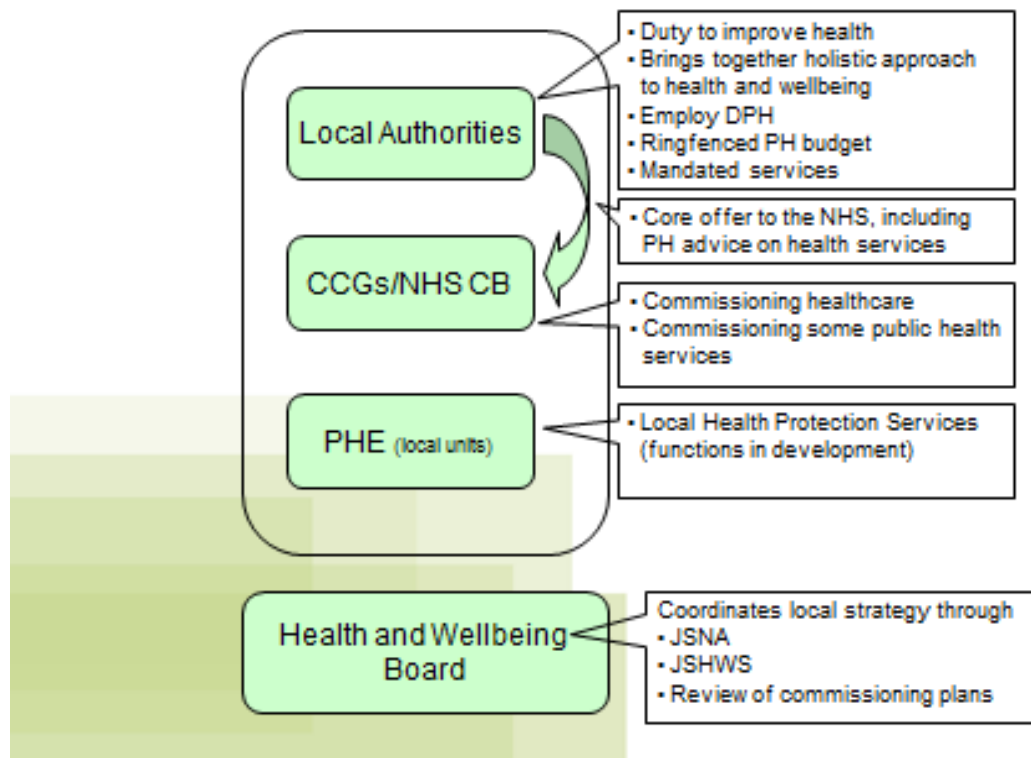 Local Authorities
▪ Duty to improve health
▪ Brings together holistic approach
to health and wellbeing
▪ Employ DPH
▪ Ringfenced PH budget
▪ Mandated services
▪ Core offer to the NHS, including
PH advice on health services
CCGs/NHS CB
▪ Commissioning healthcare
▪ Commissioning some public health
services
PHE (local units)
▪ Local Health Protection Services
(functions in development)
Health and Wellbeing
Board
Coordinates local strategy through
▪ JSNA
▪ JSHWS
▪ Review of commissioning plans